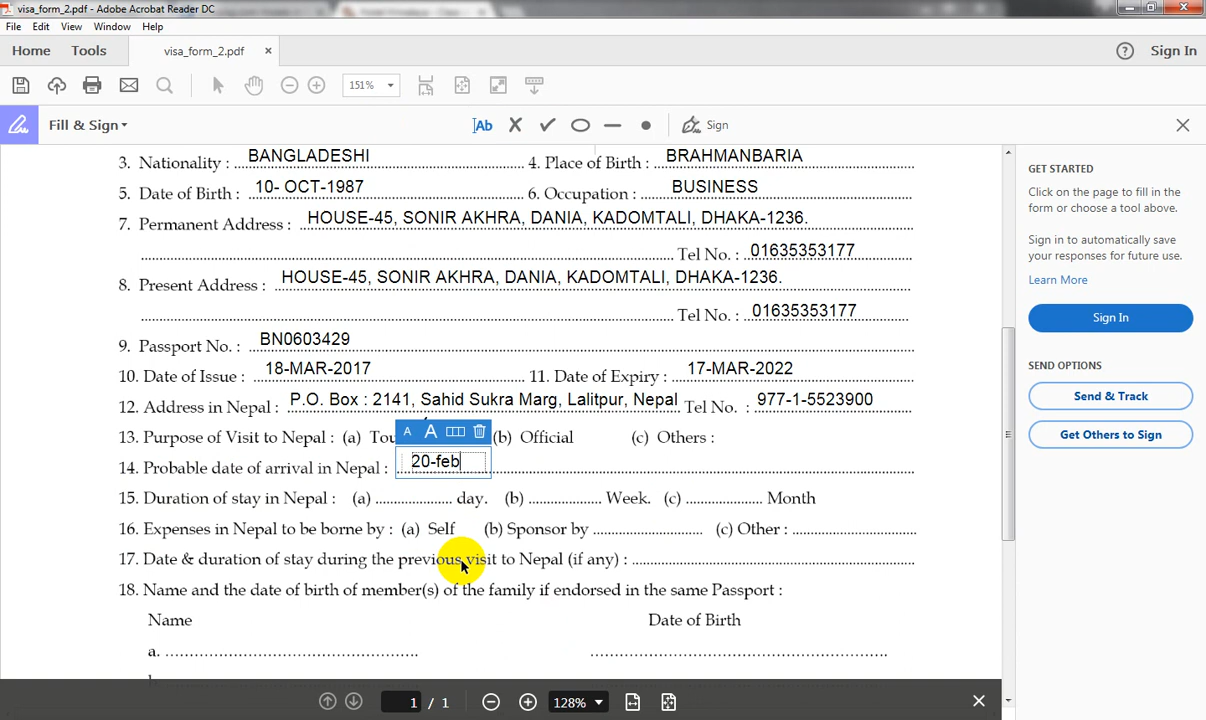 visa_form_2.pdf - Adobe Acrobat Reader DC
File Edit View Window Help
Home Tools visa_form_2.pdf × ? Sign In
151%
Fill & Sign Ab Sign
3. Nationality : BANGLADESHI 4. Place of Birth : BRAHMANBARIA
5. Date of Birth : 10- OCT-1987 6. Occupation : BUSINESS
7. Permanent Address : HOUSE-45, SONIR AKHRA, DANIA, KADOMTALI, DHAKA-1236.
Tel No. : 01635353177
8. Present Address : HOUSE-45, SONIR AKHRA, DANIA, KADOMTALI, DHAKA-1236.
Tel No. : 01635353177
9. Passport No. : BN0603429
10. Date of Issue : 18-MAR-2017 11. Date of Expiry : 17-MAR-2022
12. Address in Nepal : P.O. Box : 2141, Sahid Sukra Marg, Lalitpur, Nepal Tel No. : 977-1-5523900
13. Purpose of Visit to Nepal : (a) Tou (b) Official (c) Others :
A A
14. Probable date of arrival in Nepal : 20-feb
15. Duration of stay in Nepal : (a) .................... day. (b) ................... Week. (c) .................... Month
16. Expenses in Nepal to be borne by : (a) Self (b) Sponsor by ............................ (c) Other : ................................
17. Date & duration of stay during the previous visit to Nepal (if any) : ........................................................................
18. Name and the date of birth of member(s) of the family if endorsed in the same Passport :
Name Date of Birth
a. ................................................................ ............................................................................
GET STARTED
Click on the page to fill in the
form or choose a tool above.
Sign in to automatically save
your responses for future use.
Learn More
Sign In
SEND OPTIONS
Send & Track
Get Others to Sign
1 / 1 128%